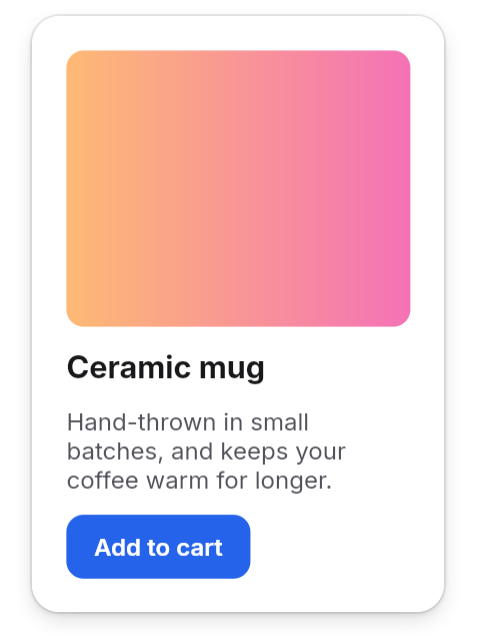 Ceramic mug
Hand-thrown in small
batches, and keeps your
coffee warm for longer.
Add to cart